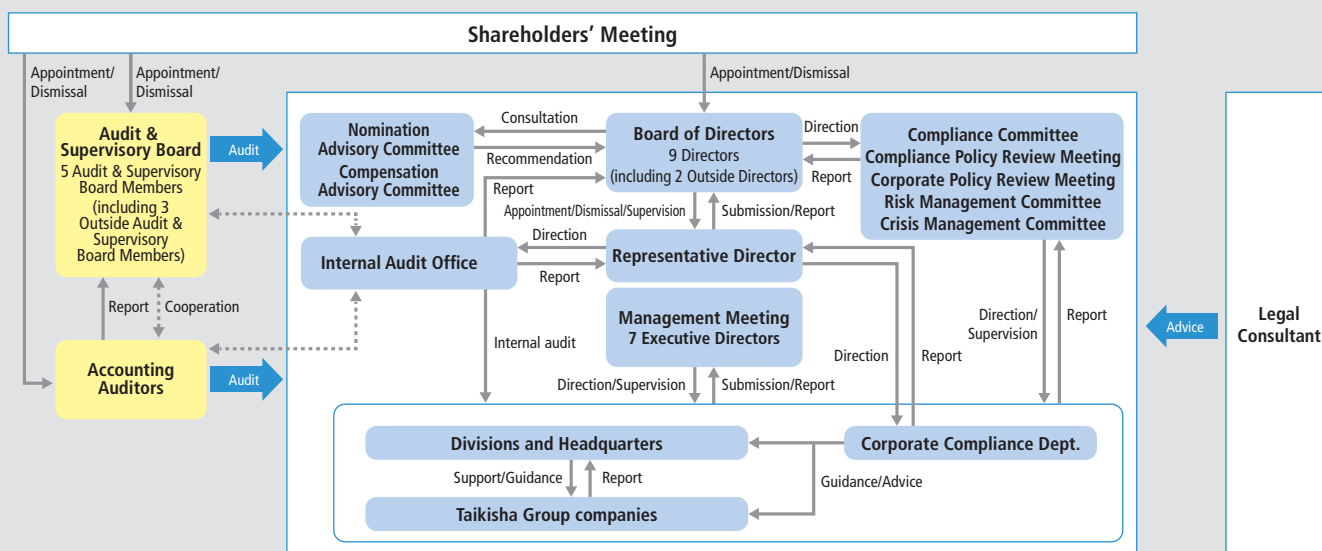 Shareholders' Meeting
Appointment/
Dismissal
Appointment/
Dismissal
Appointment/Dismissal
Audit &
Supervisory Board
5 Audit & Supervisory
Board Members
(including 3
Outside Audit &
Supervisory
Board Members)
Audit
Nomination
Advisory Committee
Compensation
Advisory Committee
Consultation
Recommendation
Report
Board of Directors
9 Directors
(including 2 Outside Directors)
Direction
Report
Compliance Committee
Compliance Policy Review Meeting
Corporate Policy Review Meeting
Risk Management Committee
Crisis Management Committee
Appointment/Dismissal/Supervision
Submission/Report
Internal Audit Office
Direction
Report
Representative Director
Report
Cooperation
Internal audit
Management Meeting
7 Executive Directors
Direction
Report
Direction/
Supervision
Report
Advice
Legal
Consultant
Accounting
Auditors
Audit
Direction/Supervision
Submission/Report
Divisions and Headquarters
Corporate Compliance Dept.
Support/Guidance
Report
Guidance/Advice
Taikisha Group companies